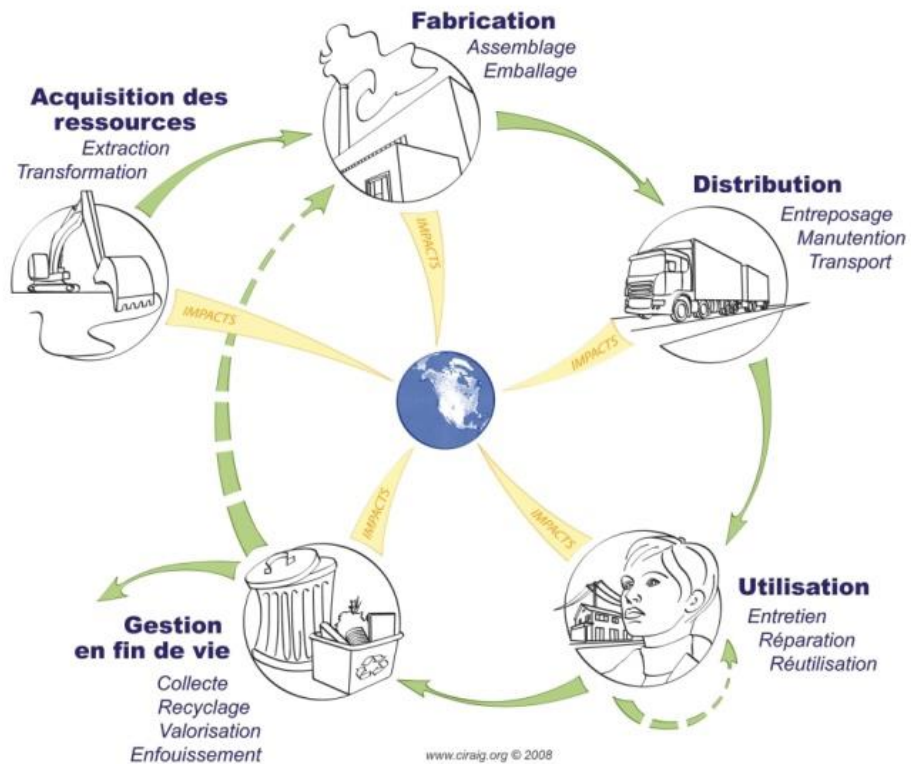 Fabrication
Assemblage
Emballage
Acquisition des
ressources
Extraction
Transformation
Distribution
Entreposage
Manutention
Transport
IMPACTS
IMPACTS
IMPACTS
IMPACTS
IMPACTS
Utilisation
Entretien
Réparation
Réutilisation
Gestion
en fin de vie
Collecte
Recyclage
Valorisation
Enfouissement
www.ciraig.org © 2008